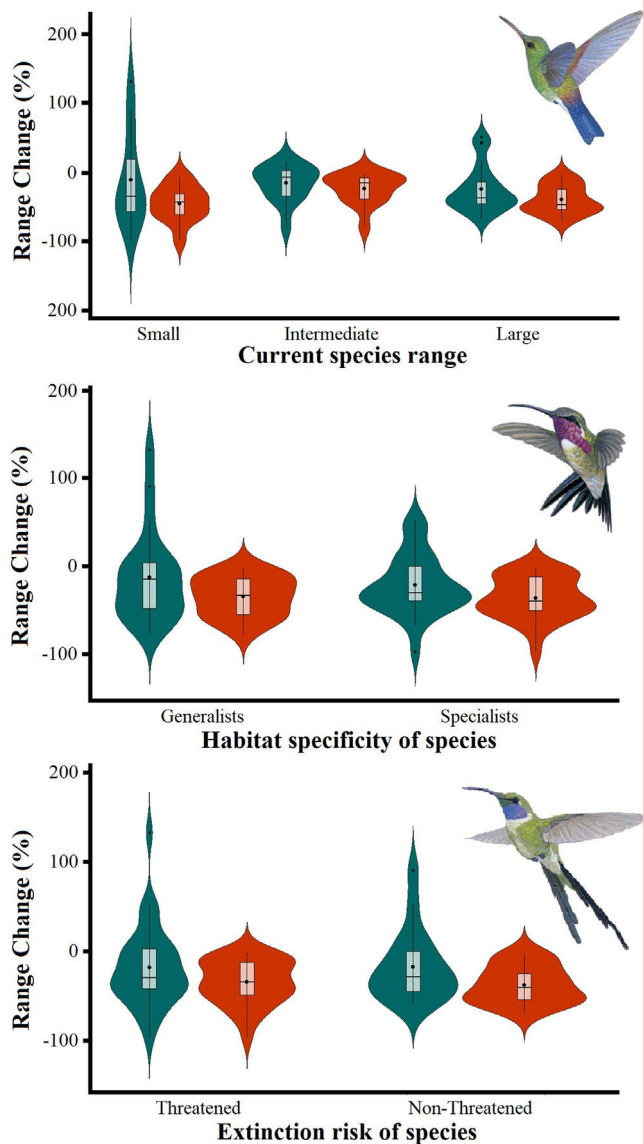 200
100
0
-100
200
Range Change (%)
Small
Intermediate
Large
Current species range
200
100
0
-100
Range Change (%)
Generalists
Specialists
Habitat specificity of species
200
100
0
-100
Range Change (%)
Threatened
Non-Threatened
Extinction risk of species